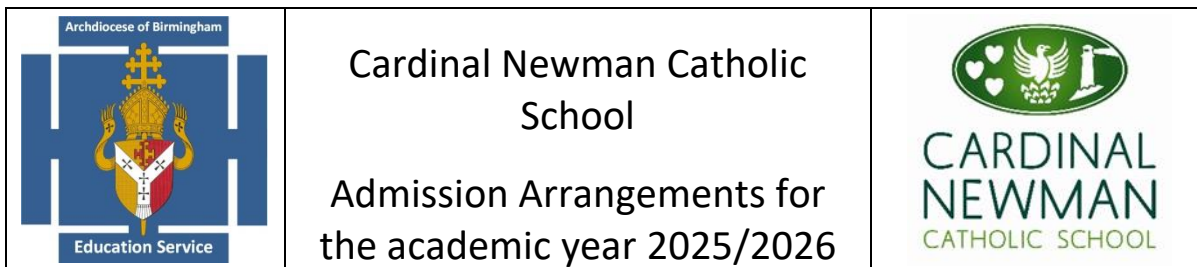 Archdiocese of Birmingham
Education Service
Cardinal Newman Catholic
School
Admission Arrangements for
the academic year 2025/2026
CARDINAL
NEWMAN
CATHOLIC SCHOOL